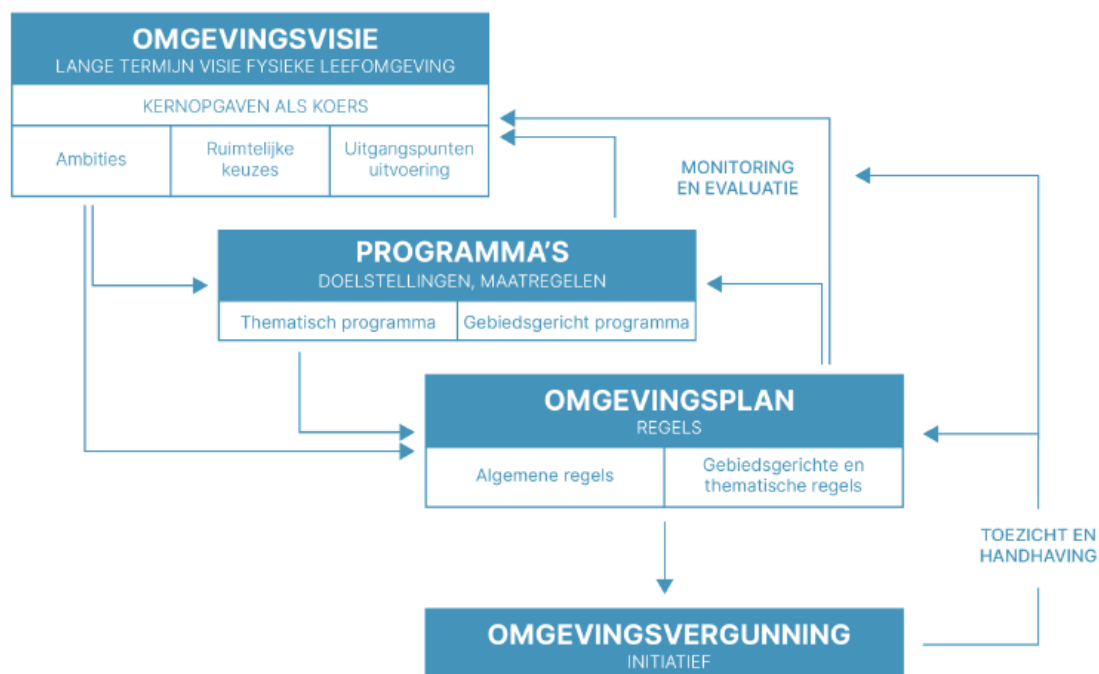 OMGEVINGSVISIE
LANGE TERMIJN VISIE FYSIEKE LEEFOMGEVING
KERNOPGAVEN ALS KOERS
Ambities
Ruimtelijke
keuzes
Uitgangspunten
uitvoering
MONITORING
EN EVALUATIE
PROGRAMMA'S
DOELSTELLINGEN, MAATREGELEN
Thematisch programma
Gebiedsgericht programma
OMGEVINGSPLAN
REGELS
Algemene regels
Gebiedsgerichte en
thematische regels
TOEZICHT EN
HANDHAVING
OMGEVINGSVERGUNNING
INITIATIEF